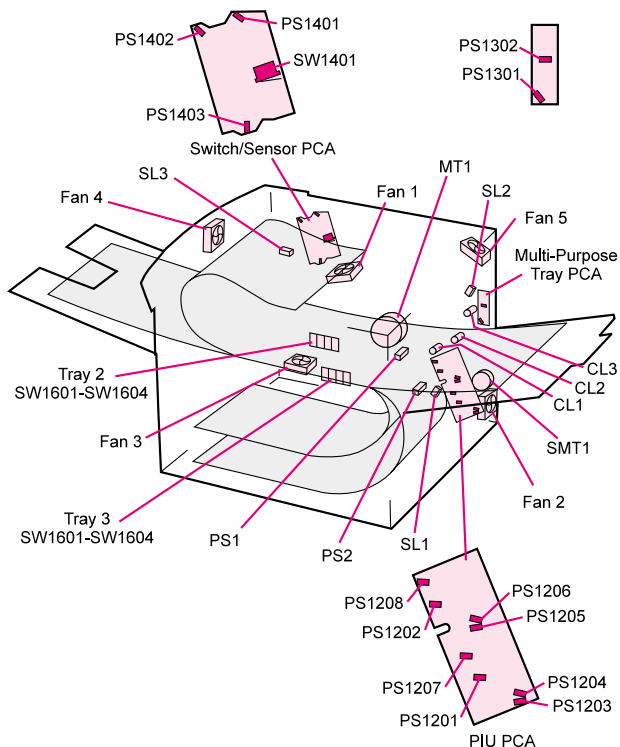 PS1401
PS1402
PS1302
SW1401
PS1301
PS1403
Switch/Sensor PCA
MT1
SL3
SL2
Fan 4
Fan 1
Fan 5
Multi-Purpose
Tray PCA
Tray 2
SW1601-SW1604
CL3
CL2
CL1
Fan 3
SMT1
Fan 2
Tray 3
SW1601-SW1604
PS1
PS2
SL1
PS1208
PS1206
PS1205
PS1202
PS1207
PS1204
PS1203
PS1201
PIU PCA